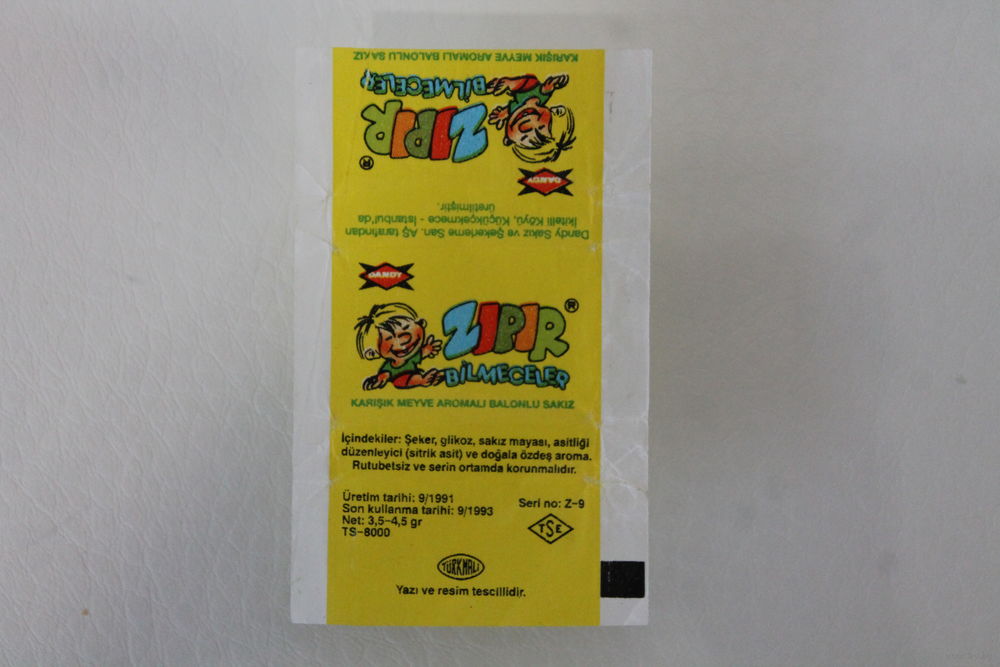 KARIŞIK MEYVE AROMALI BALONLU SAKIZ
ZIPIR ®
BİLMECELER
DANDY
Dandy Sakız ve Şekerleme San. AŞ tarafından
İkitelli Köyü, Küçükçekmece - İstanbul'da
üretilmiştir.
DANDY
ZIPIR ®
BİLMECELER
KARIŞIK MEYVE AROMALI BALONLU SAKIZ
İçindekiler: Şeker, glikoz, sakız mayası, asitliği
düzenleyici (sitrik asit) ve doğala özdeş aroma.
Rutubetsiz ve serin ortamda korunmalıdır.
Üretim tarihi: 9/1991
Son kullanma tarihi: 9/1993
Net: 3,5-4,5 gr
TS-8000
Seri no: Z-9
TSE
TÜRK MALI
Yazı ve resim tescillidir.